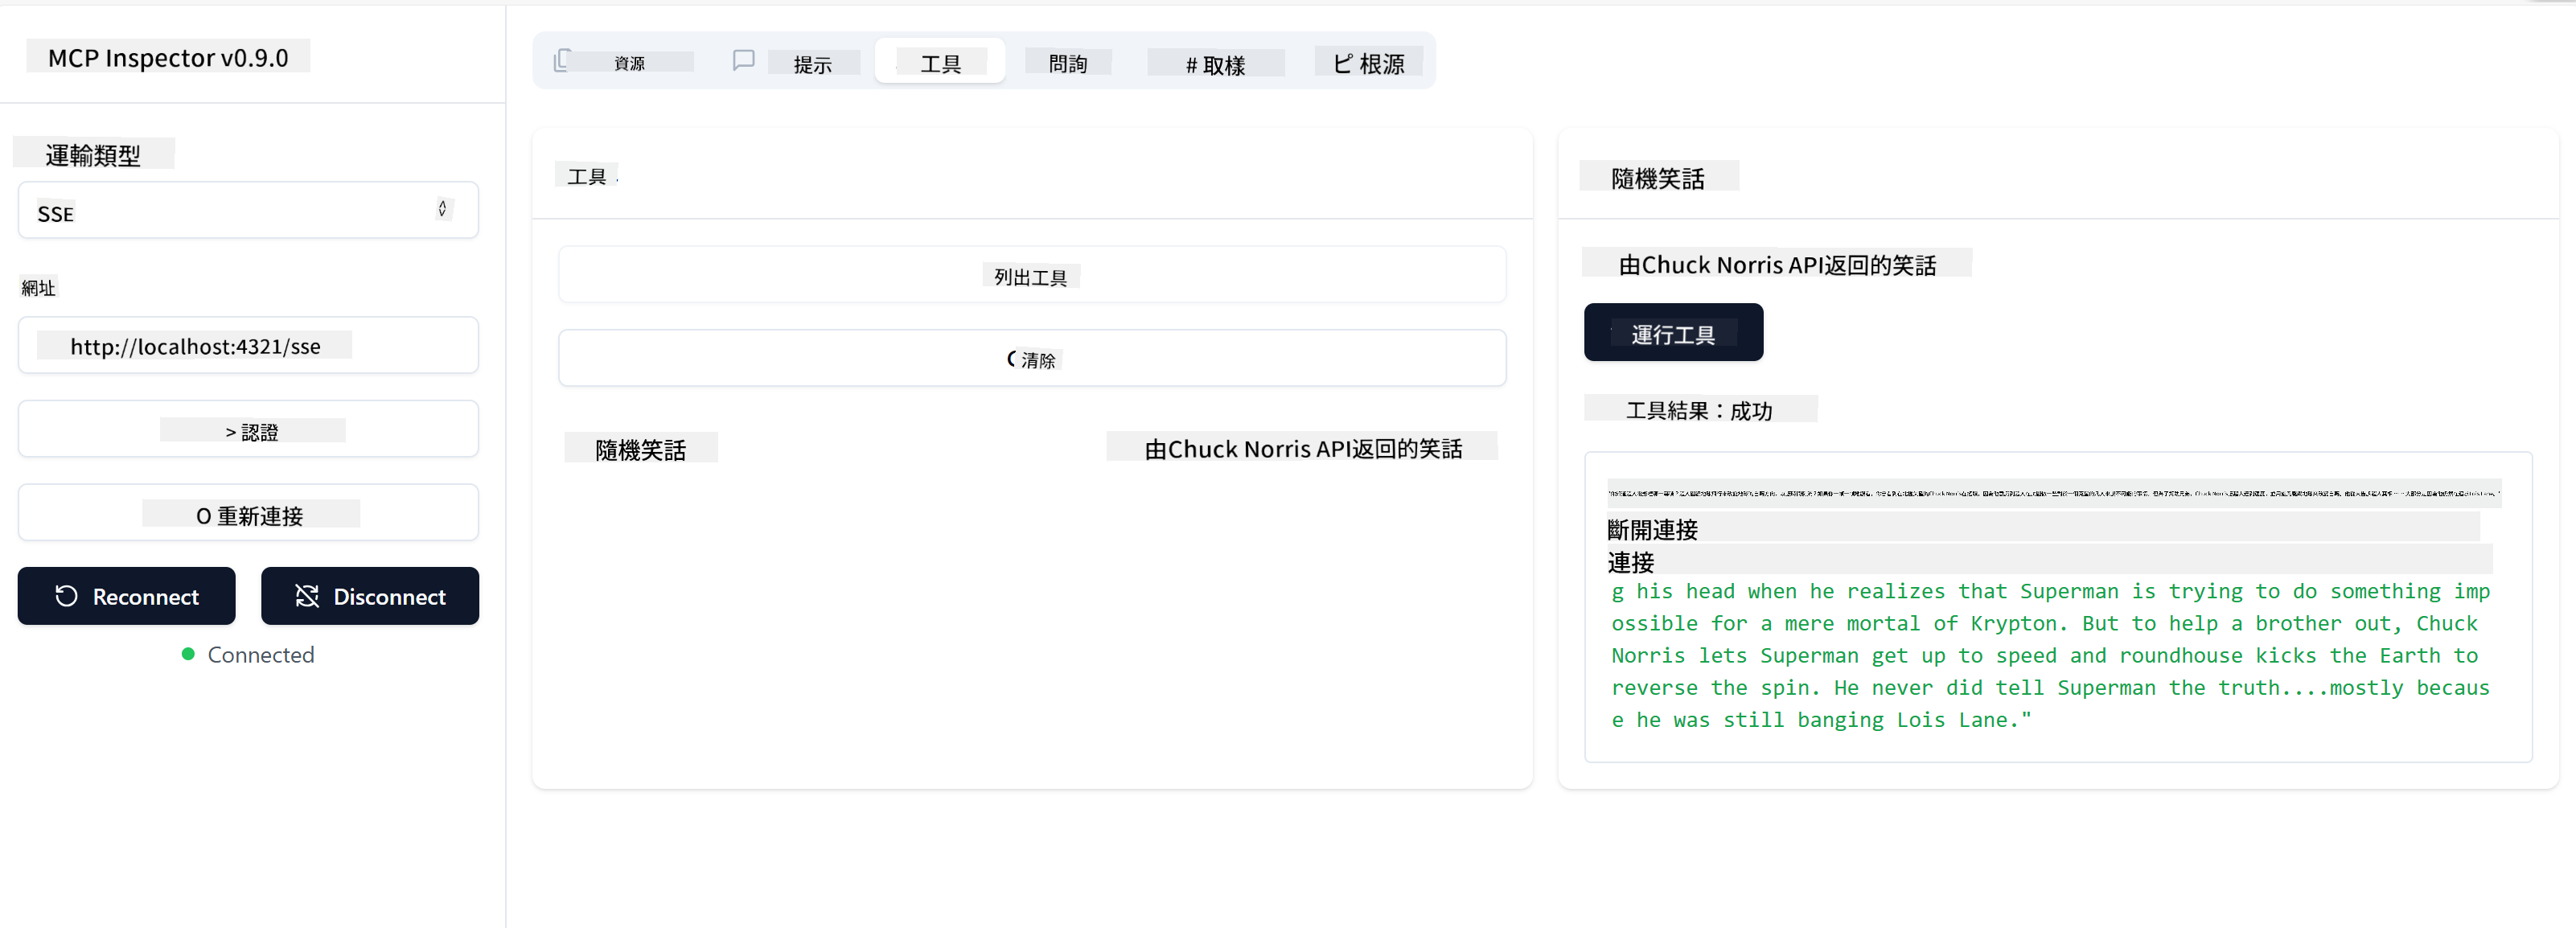 MCP Inspector v0.9.0
運輸類型
SSE
網址
http://localhost:4321/sse
> 認證
O 重新連接
Reconnect
Disconnect
Connected
資源
提示
工具
問詢
# 取樣
ピ 根源
工具
列出工具
清除
隨機笑話
由Chuck Norris API返回的笑話
隨機笑話
由Chuck Norris API返回的笑話
運行工具
工具結果：成功
斷開連接
連接
g his head when he realizes that Superman is trying to do something imp
ossible for a mere mortal of Krypton. But to help a brother out, Chuck
Norris lets Superman get up to speed and roundhouse kicks the Earth to
reverse the spin. He never did tell Superman the truth....mostly becaus
e he was still banging Lois Lane."